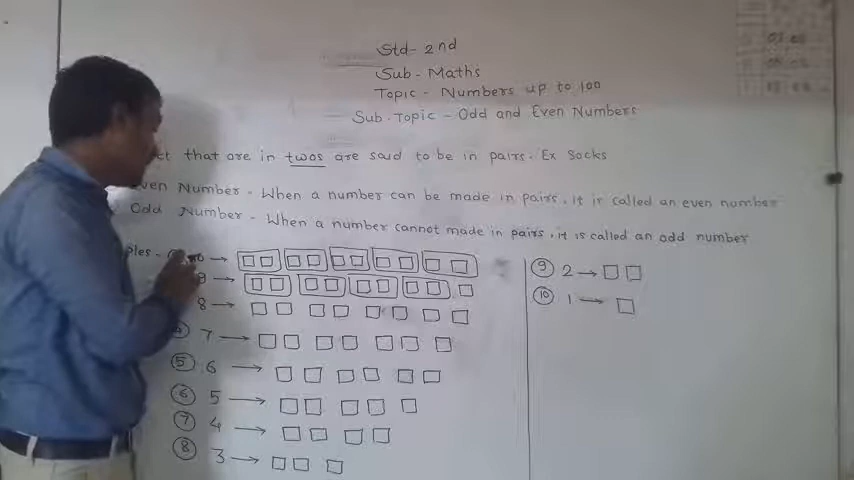 Std - 2nd
Sub - Maths
Topic - Numbers up to 100
Sub-Topic - Odd and Even Numbers
that are in twos are said to be in pairs. Ex Socks
Even Number - When a number can be made in pairs, it is called an even number
Odd Number - When a number cannot made in pairs, it is called an odd number
9 →
8 →
7 →
⑤ 6 →
⑥ 5 →
⑦ 4 →
⑧ 3 →
⑨ 2 →
⑩ 1 →